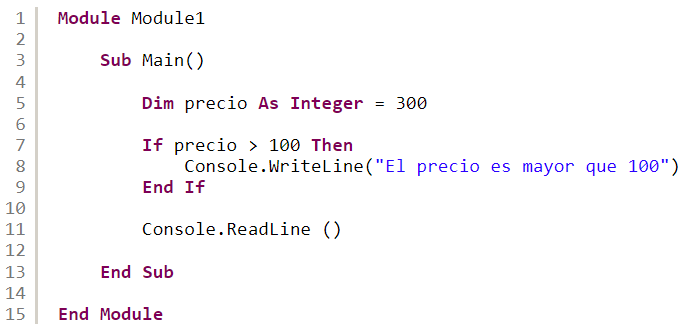 1 Module Module1
2
3 Sub Main()
4
5 Dim precio As Integer = 300
6
7 If precio > 100 Then
8 Console.WriteLine("El precio es mayor que 100")
9 End If
10
11 Console.ReadLine ()
12
13 End Sub
14
15 End Module